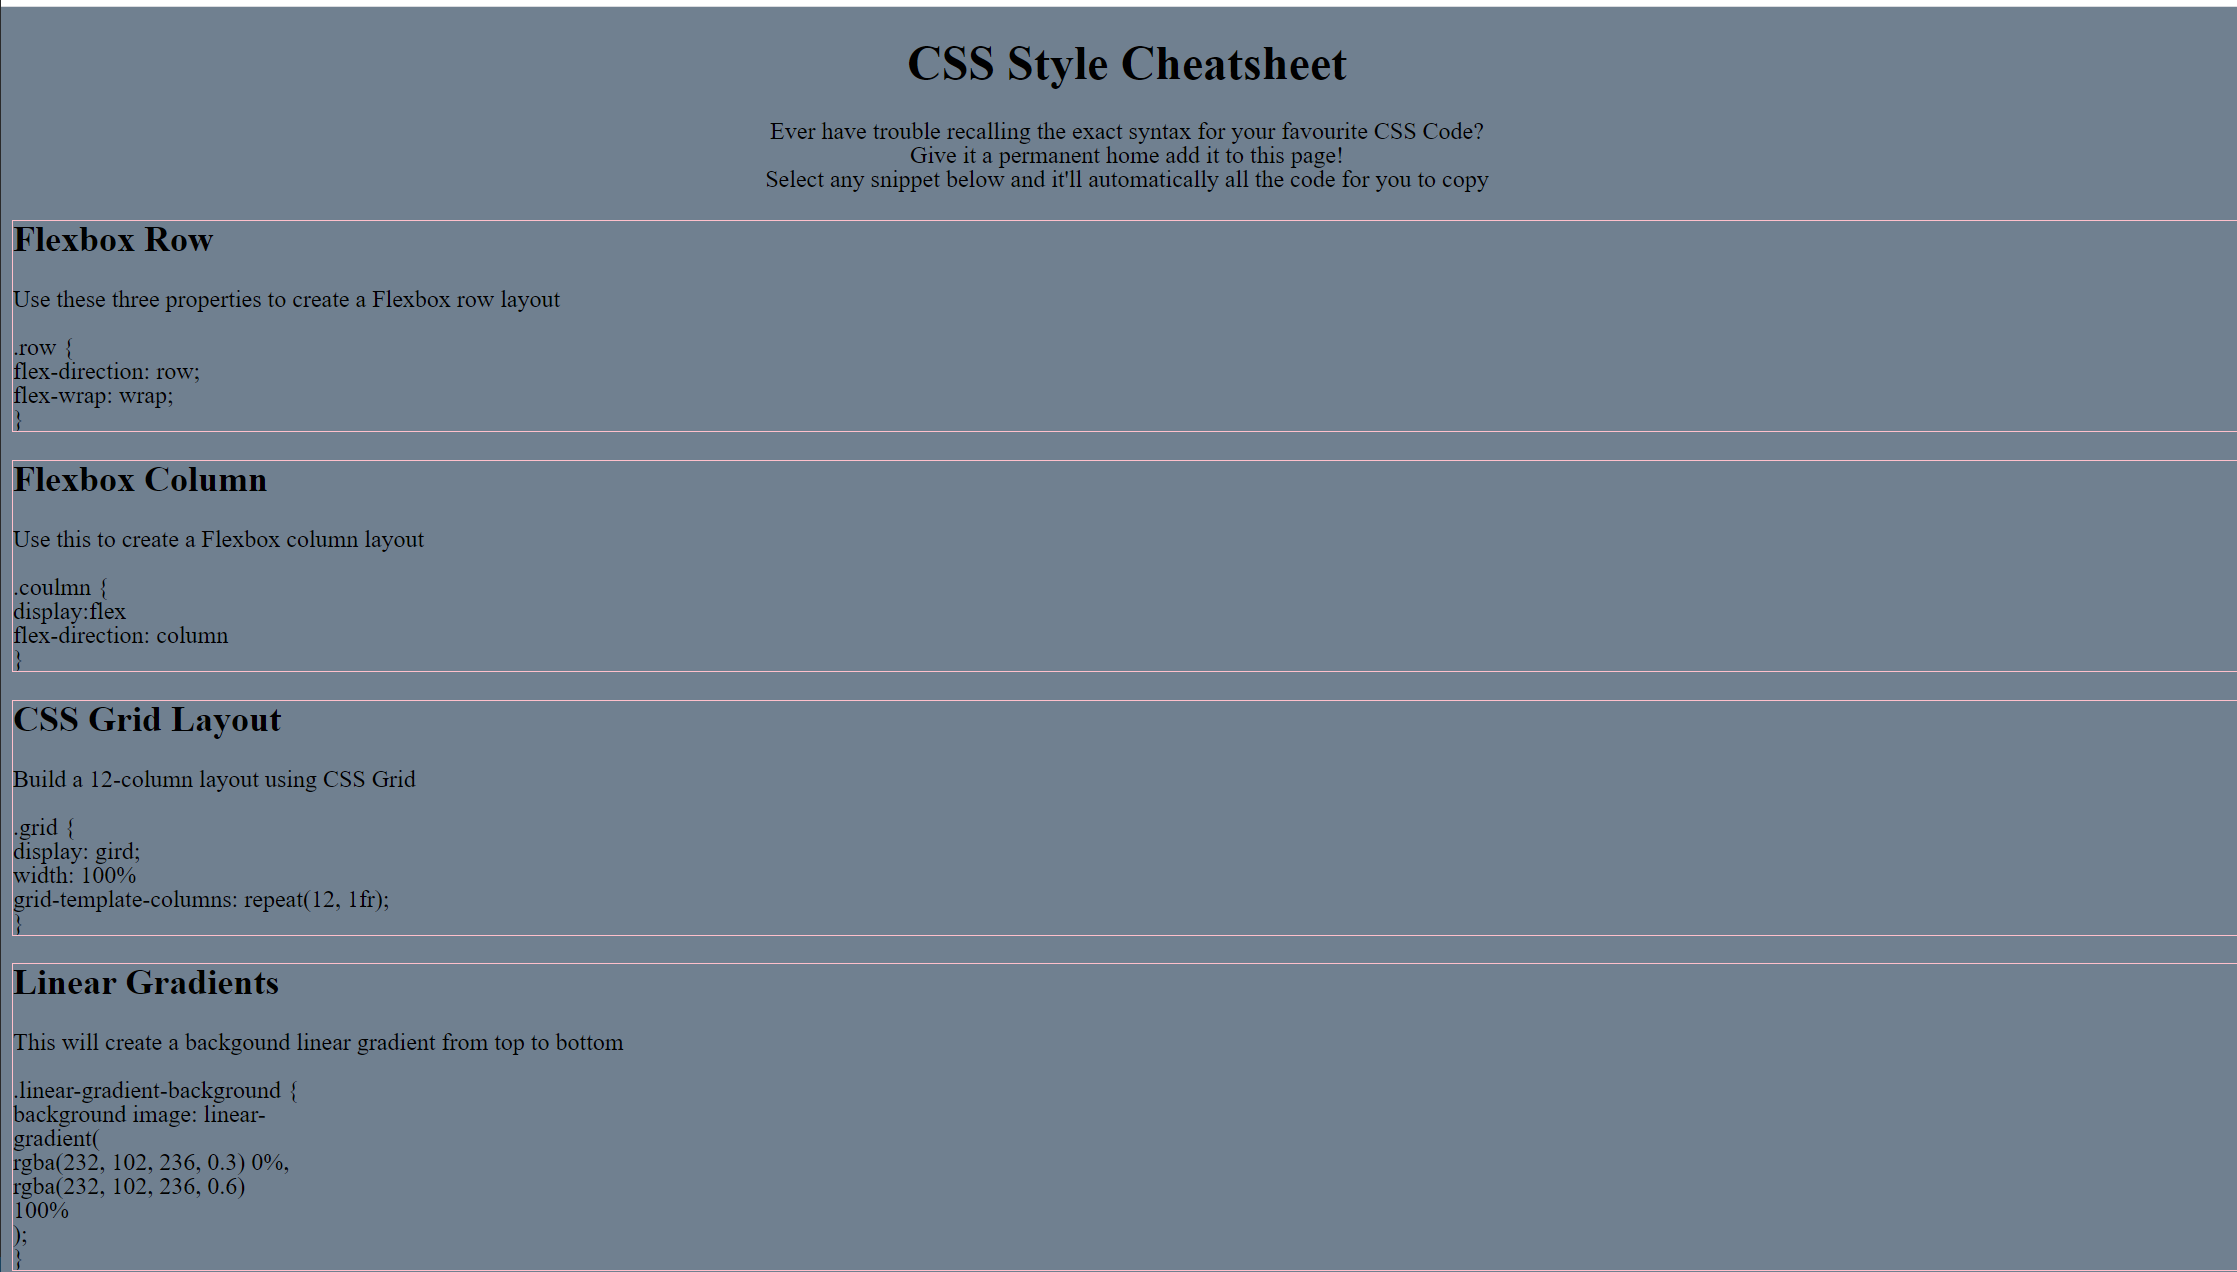 CSS Style Cheatsheet
Ever have trouble recalling the exact syntax for your favourite CSS Code?
Give it a permanent home add it to this page!
Select any snippet below and it'll automatically all the code for you to copy
Flexbox Row
Use these three properties to create a Flexbox row layout
.row {
flex-direction: row;
flex-wrap: wrap;
}
Flexbox Column
Use this to create a Flexbox column layout
.coulmn {
display:flex
flex-direction: column
}
CSS Grid Layout
Build a 12-column layout using CSS Grid
.grid {
display: gird;
width: 100%
grid-template-columns: repeat(12, 1fr);
}
Linear Gradients
This will create a backgound linear gradient from top to bottom
.linear-gradient-background {
background image: linear-
gradient(
rgba(232, 102, 236, 0.3) 0%,
rgba(232, 102, 236, 0.6)
100%
);
}